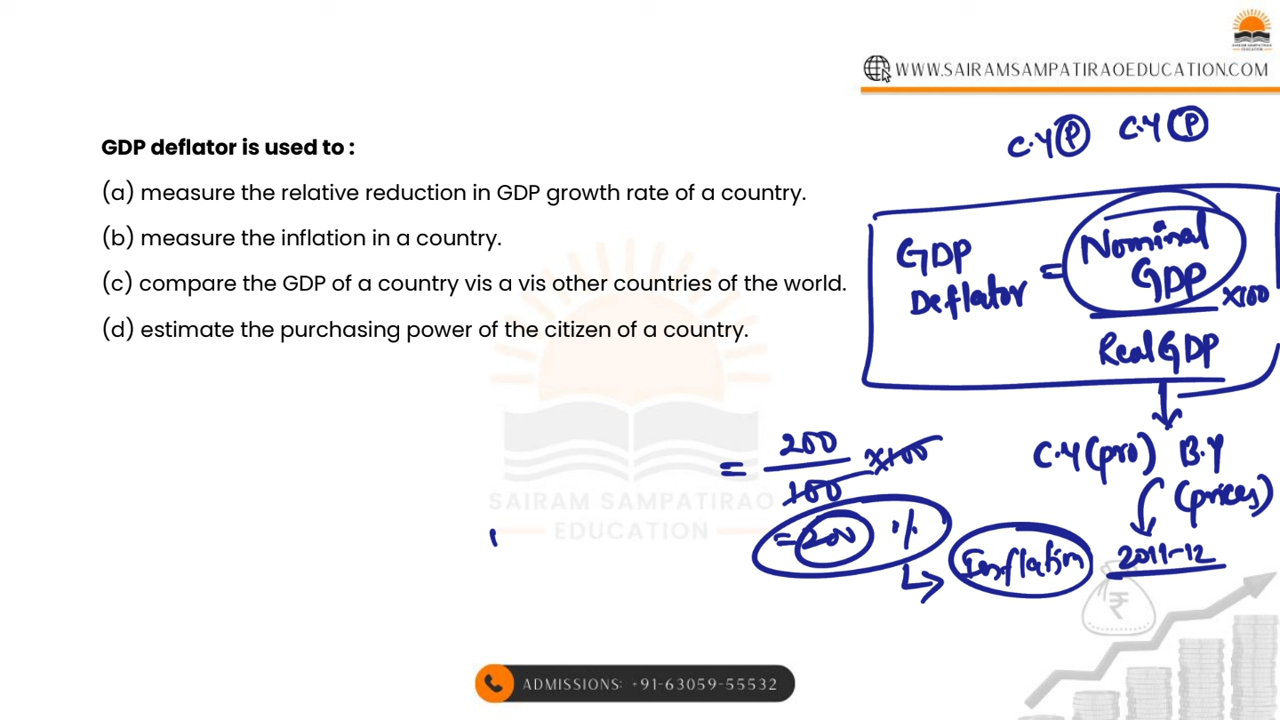 SAIRAM SAMPATIRAO
EDUCATION
WWW.SAIRAMSAMPATIRAOEDUCATION.COM
GDP deflator is used to :
(a) measure the relative reduction in GDP growth rate of a country.
(b) measure the inflation in a country.
(c) compare the GDP of a country vis a vis other countries of the world.
(d) estimate the purchasing power of the citizen of a country.
C.Y P C.Y P
GDP Deflator = Nominal GDP ×100
Real GDP
C.Y (pro) B.Y (prices)
2011-12
= 200 ×100
100
= 200 %
Inflation
SAIRAM SAMPATIRAO
EDUCATION
₹
ADMISSIONS: +91-63059-55532